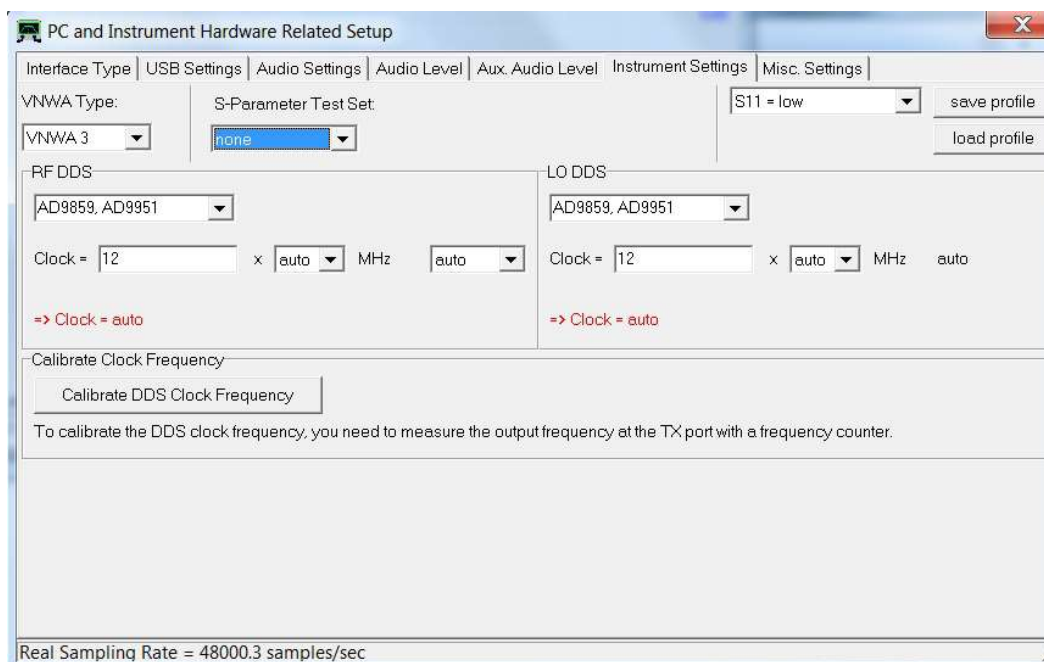 PC and Instrument Hardware Related Setup
X
Interface Type USB Settings Audio Settings Audio Level Aux. Audio Level Instrument Settings Misc. Settings
VNWA Type:
S-Parameter Test Set:
S11 = low
save profile
VNWA 3
none
load profile
RF DDS
AD9859, AD9951
Clock = 12 x auto MHz auto
=> Clock = auto
LO DDS
AD9859, AD9951
Clock = 12 x auto MHz auto
=> Clock = auto
Calibrate Clock Frequency
Calibrate DDS Clock Frequency
To calibrate the DDS clock frequency, you need to measure the output frequency at the TX port with a frequency counter.
Real Sampling Rate = 48000.3 samples/sec